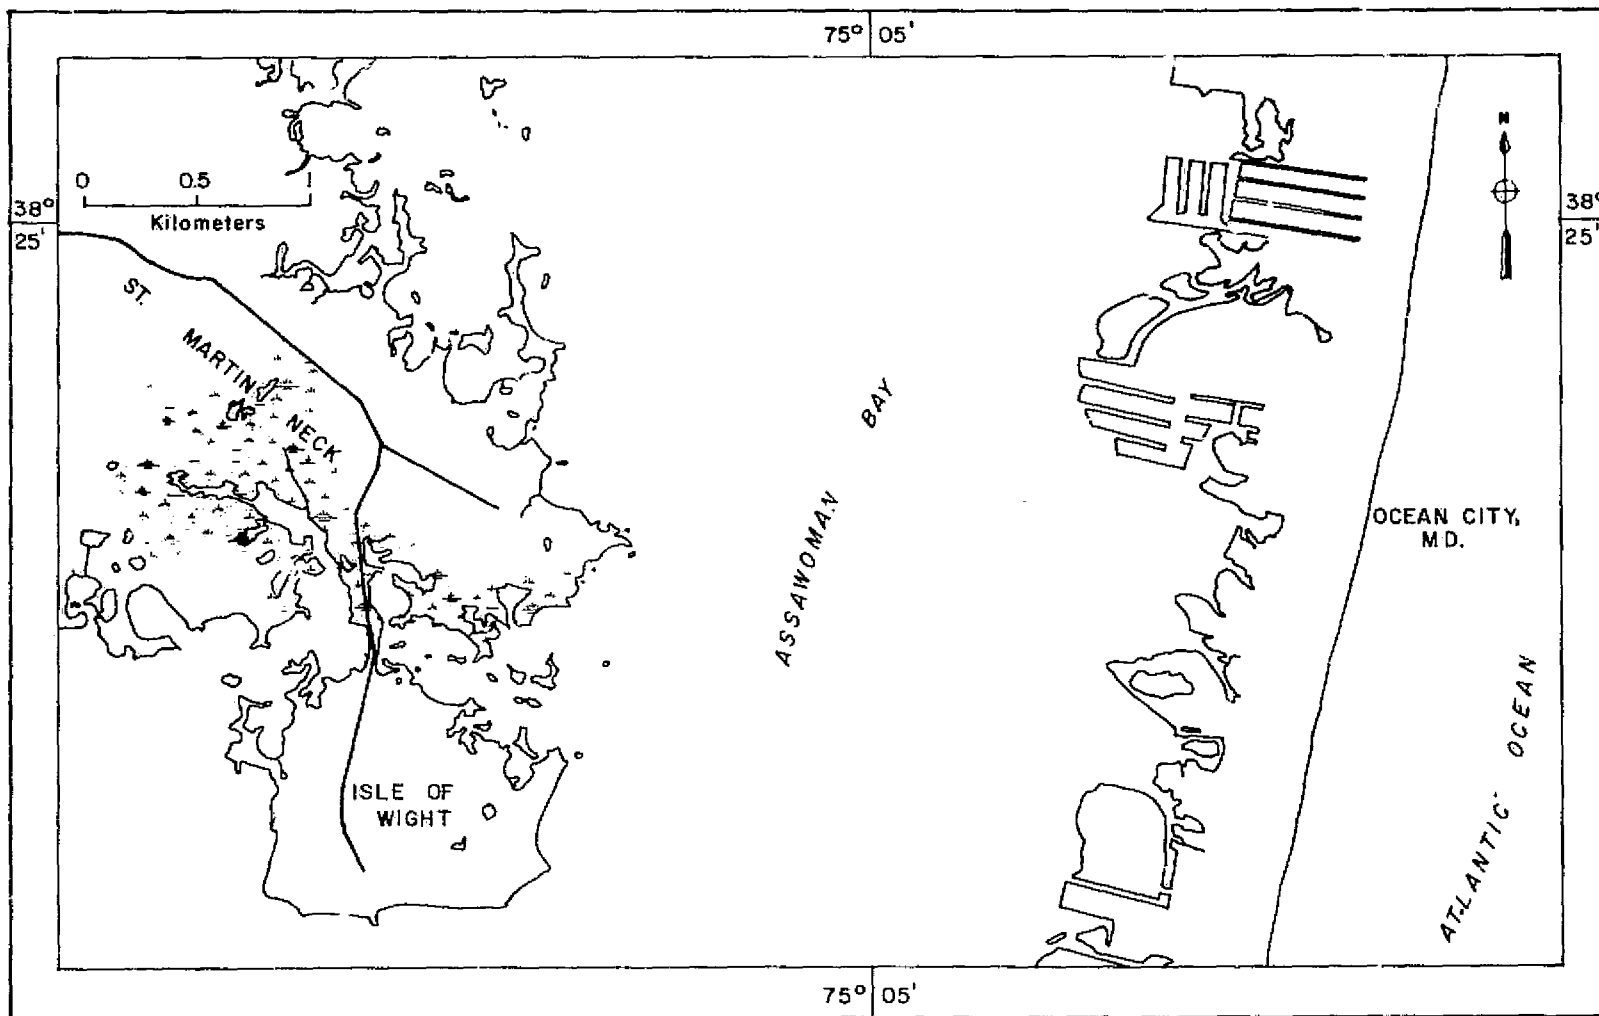 75° 05'
N
0 0.5 1
Kilometers
38°
25'
38°
25'
ST.
MARTIN
NECK
ASSAWOMAN BAY
OCEAN CITY,
MD.
ISLE OF
WIGHT
ATLANTIC OCEAN
75° 05'